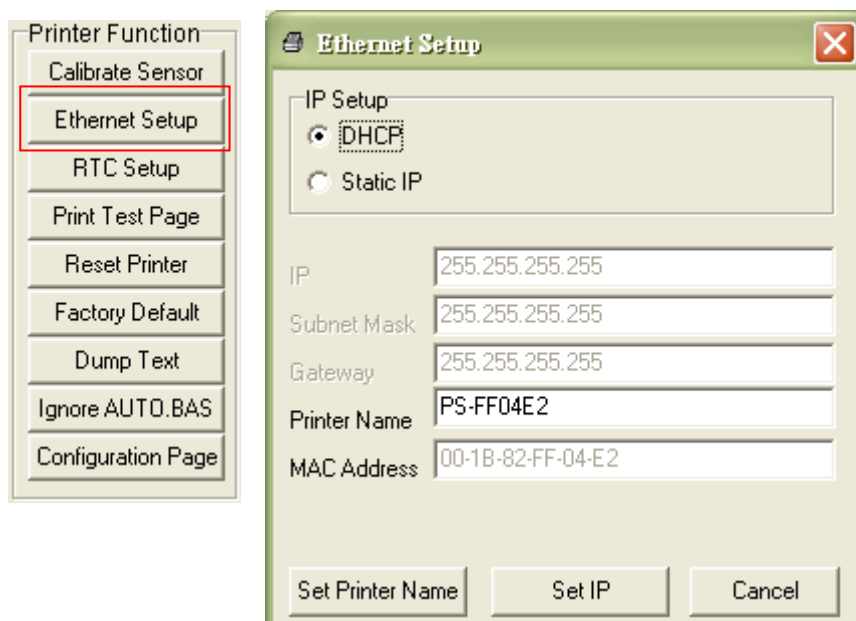 Printer Function
Calibrate Sensor
Ethernet Setup
RTC Setup
Print Test Page
Reset Printer
Factory Default
Dump Text
Ignore AUTO.BAS
Configuration Page
Ethernet Setup
IP Setup
DHCP
Static IP
IP 255.255.255.255
Subnet Mask 255.255.255.255
Gateway 255.255.255.255
Printer Name PS-FF04E2
MAC Address 00-1B-82-FF-04-E2
Set Printer Name Set IP Cancel